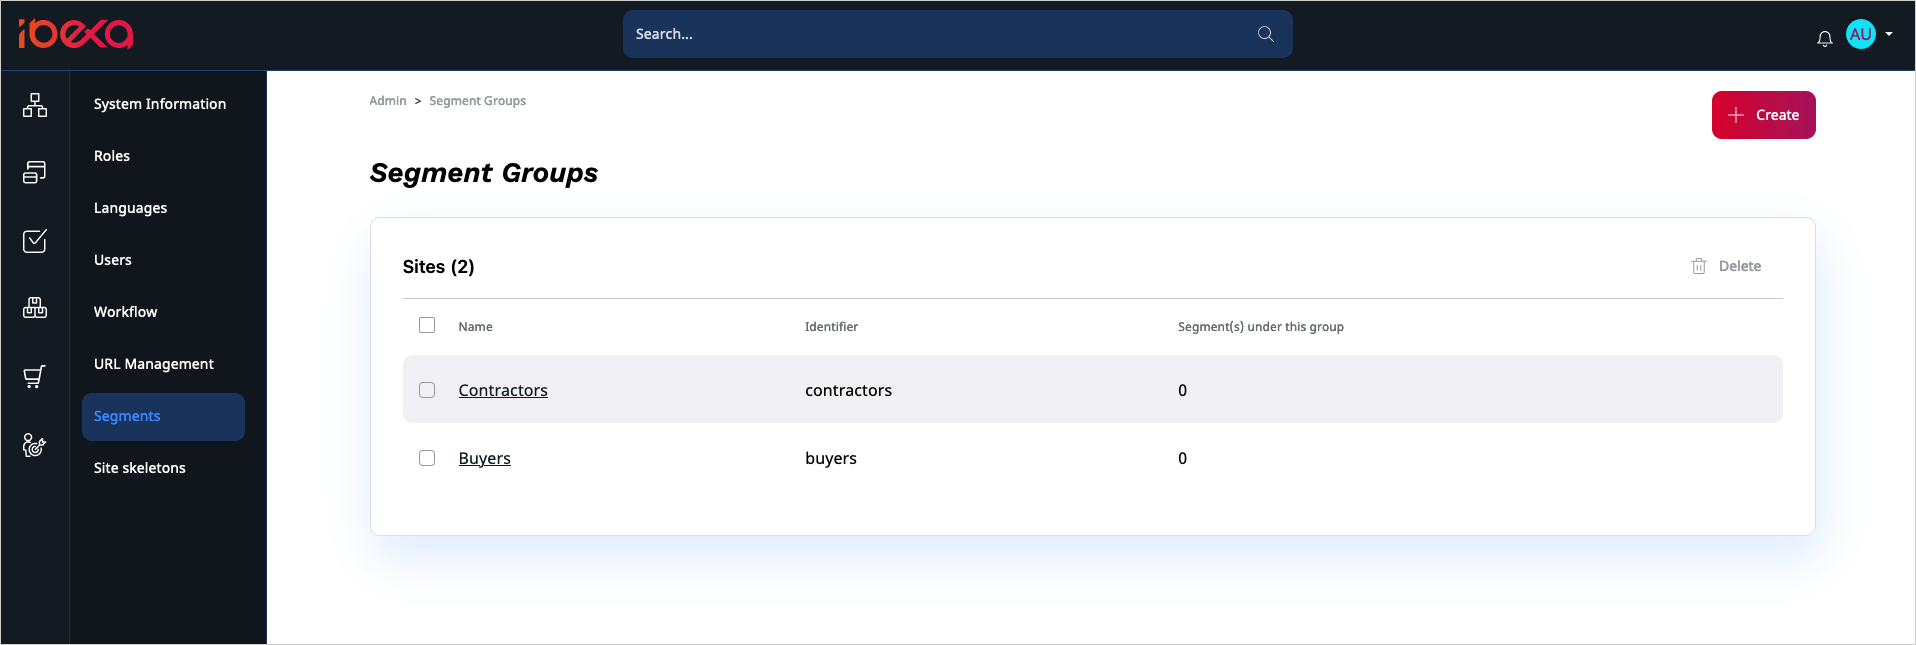 ibexa
Search...
AU
System Information
Roles
Languages
Users
Workflow
URL Management
Segments
Site skeletons
Admin > Segment Groups
Create
Segment Groups
Sites (2)
Delete
Name Identifier Segment(s) under this group
Contractors contractors 0
Buyers buyers 0